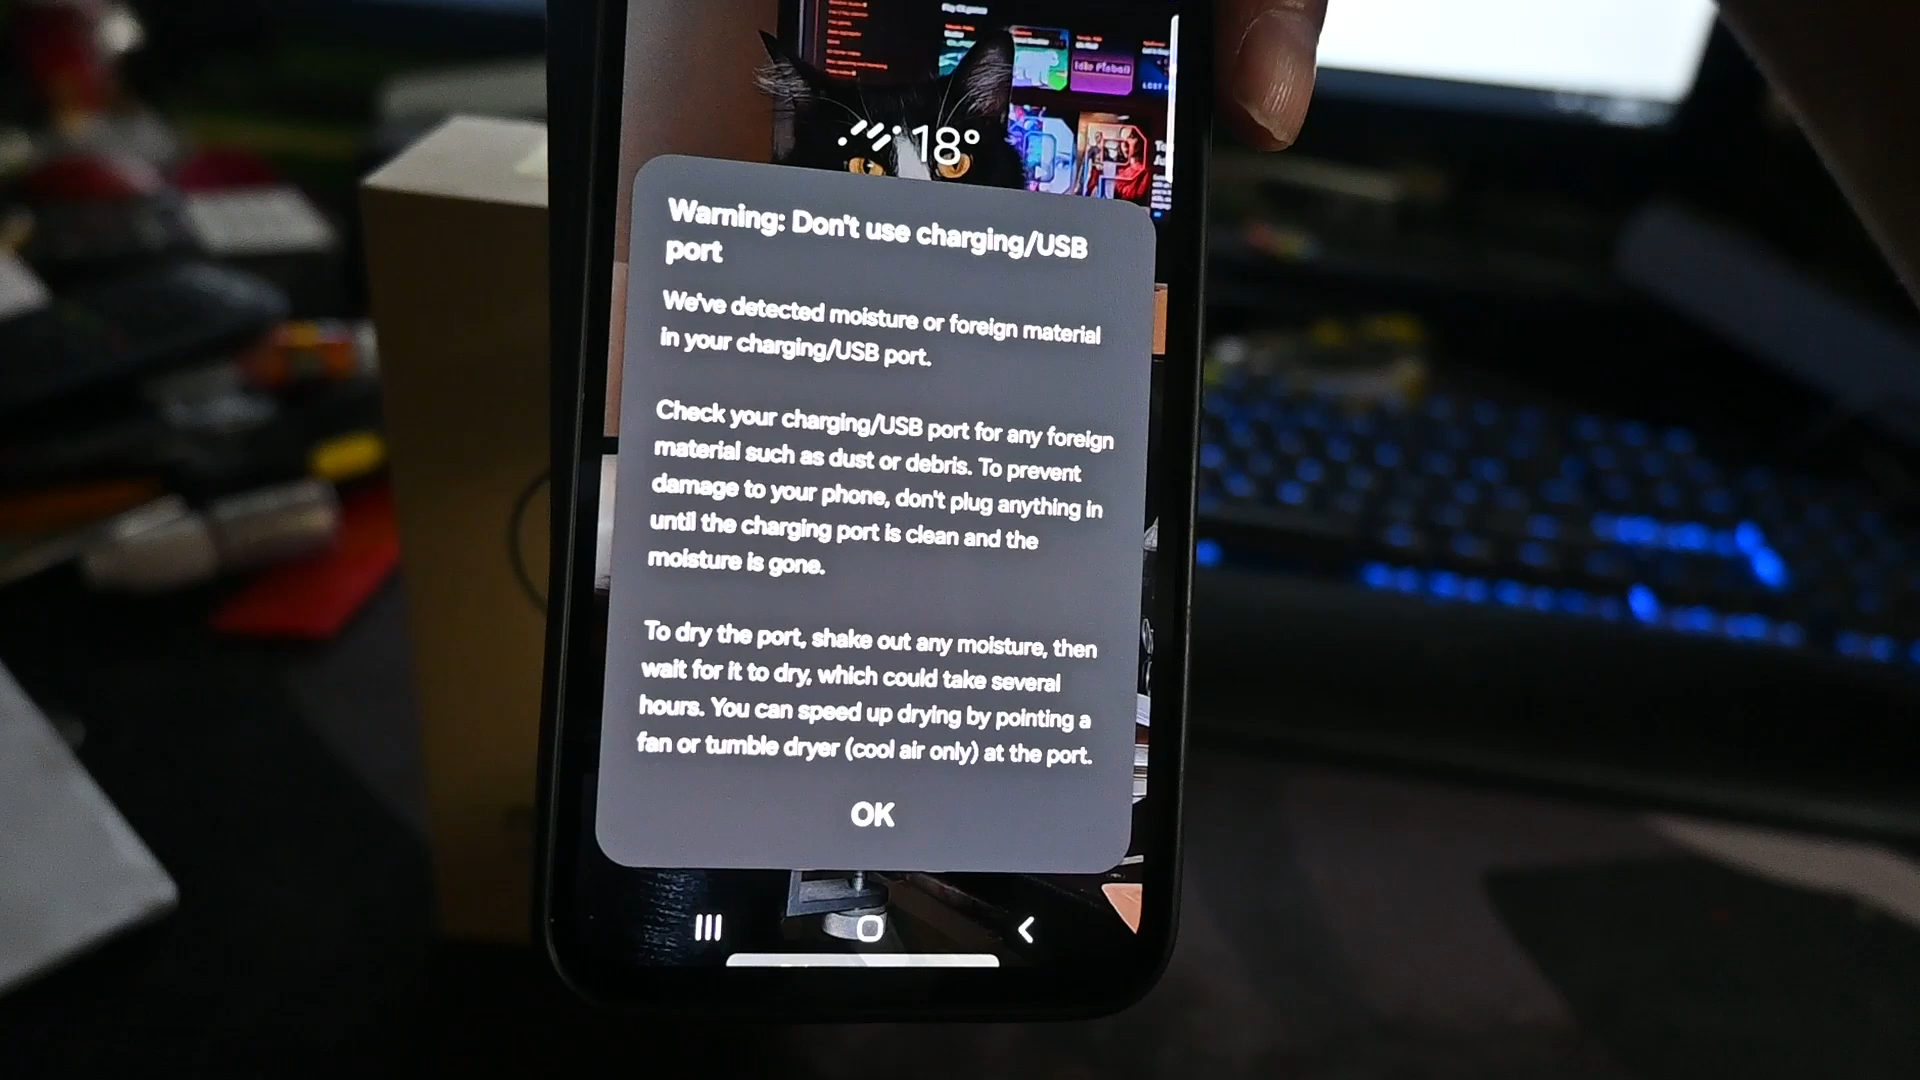 Idle Pinball
18°
Warning: Don't use charging/USB
port
We've detected moisture or foreign material
in your charging/USB port.
Check your charging/USB port for any foreign
material such as dust or debris. To prevent
damage to your phone, don't plug anything in
until the charging port is clean and the
moisture is gone.
To dry the port, shake out any moisture, then
wait for it to dry, which could take several
hours. You can speed up drying by pointing a
fan or tumble dryer (cool air only) at the port.
OK